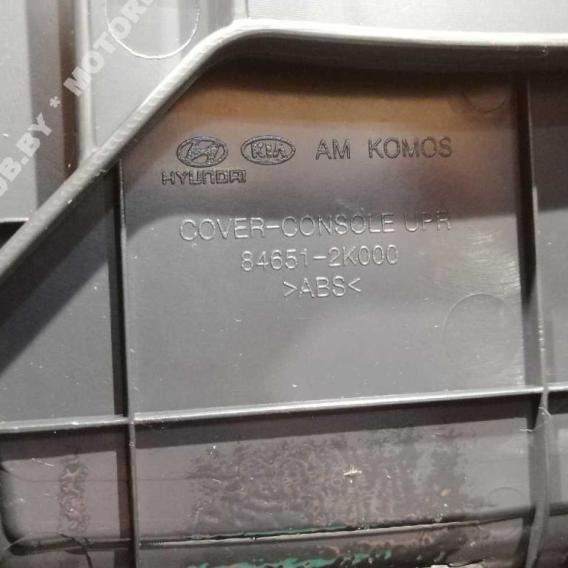 HYUNDAI KIA AM KOMOS
COVER-CONSOLE UPR
84651-2K000
>ABS<